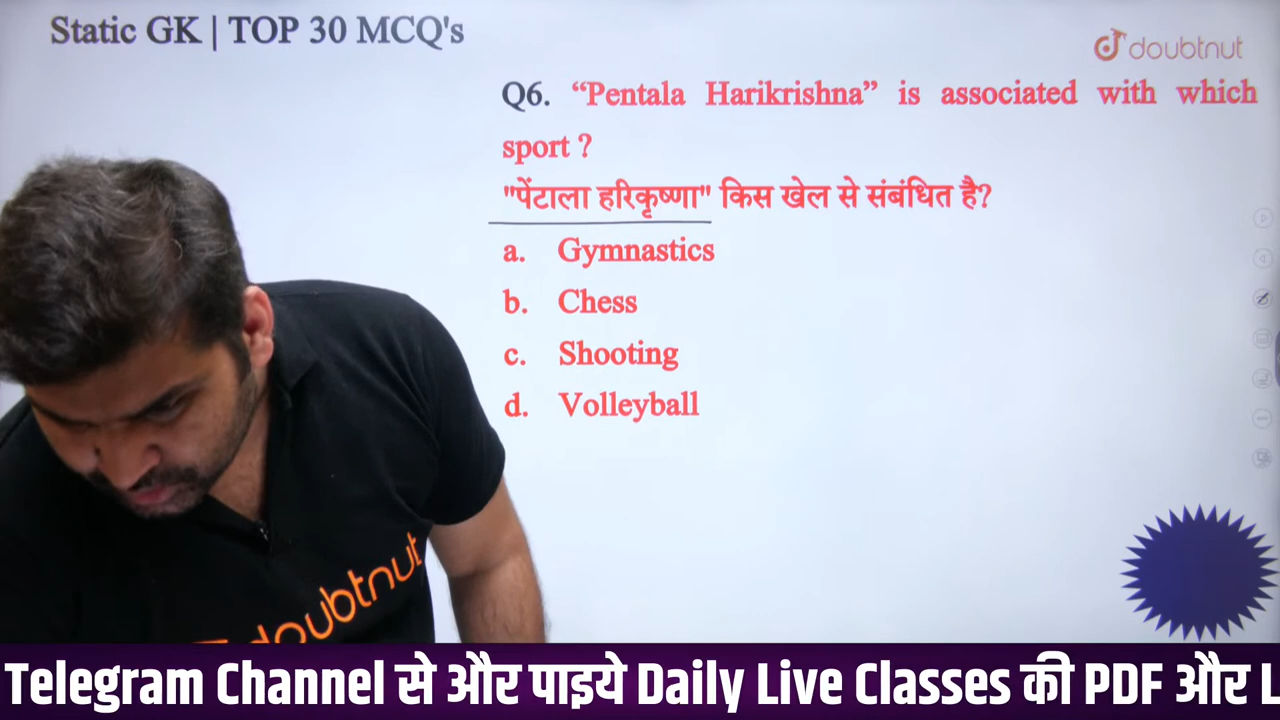 Static GK | TOP 30 MCQ's
doubtnut
Q6. “Pentala Harikrishna” is associated with which
sport ?
"पेंटाला हरिकृष्णा" किस खेल से संबंधित है?
a. Gymnastics
b. Chess
c. Shooting
d. Volleyball
doubtnut
Telegram Channel से और पाइये Daily Live Classes की PDF और L